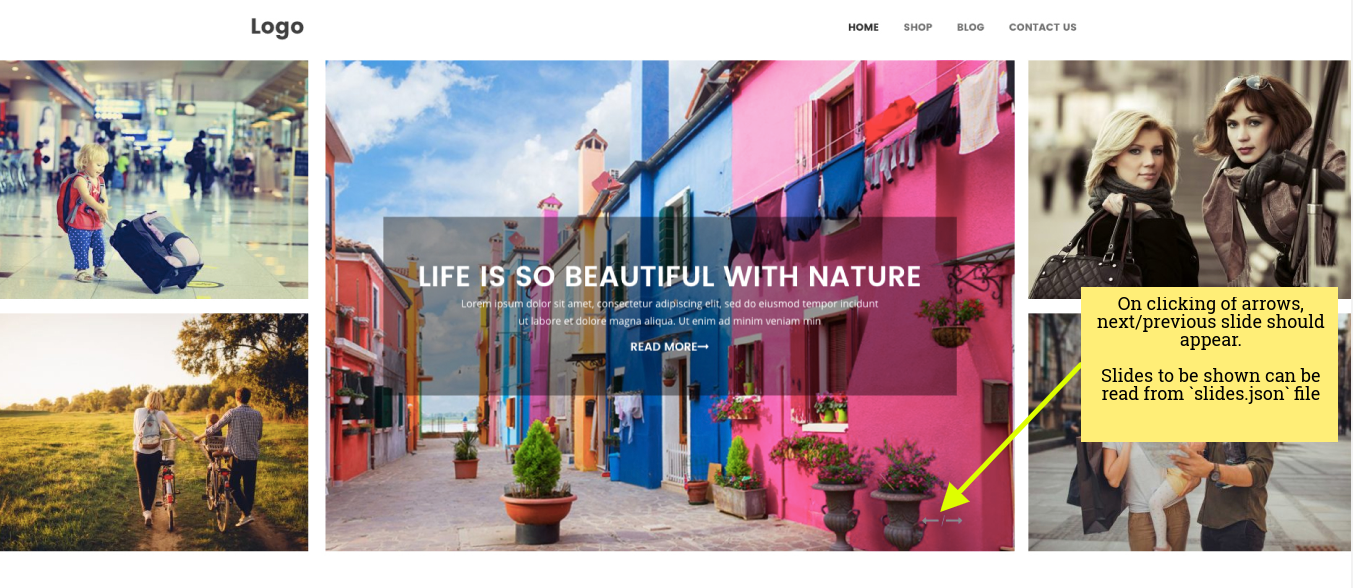 Logo
HOME SHOP BLOG CONTACT US
LIFE IS SO BEAUTIFUL WITH NATURE
Lorem ipsum dolor sit amet, consectetur adipiscing elit, sed do eiusmod tempor incidunt
ut labore et dolore magna aliqua. Ut enim ad minim veniam min
READ MORE→
← / →
On clicking of arrows,
next/previous slide should
appear.
Slides to be shown can be
read from `slides.json` file